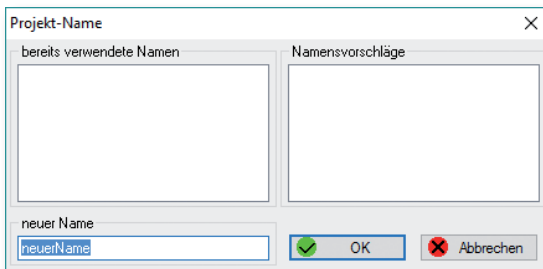 Projekt-Name
bereits verwendete Namen
Namensvorschläge
neuer Name
neuerName
OK
Abbrechen